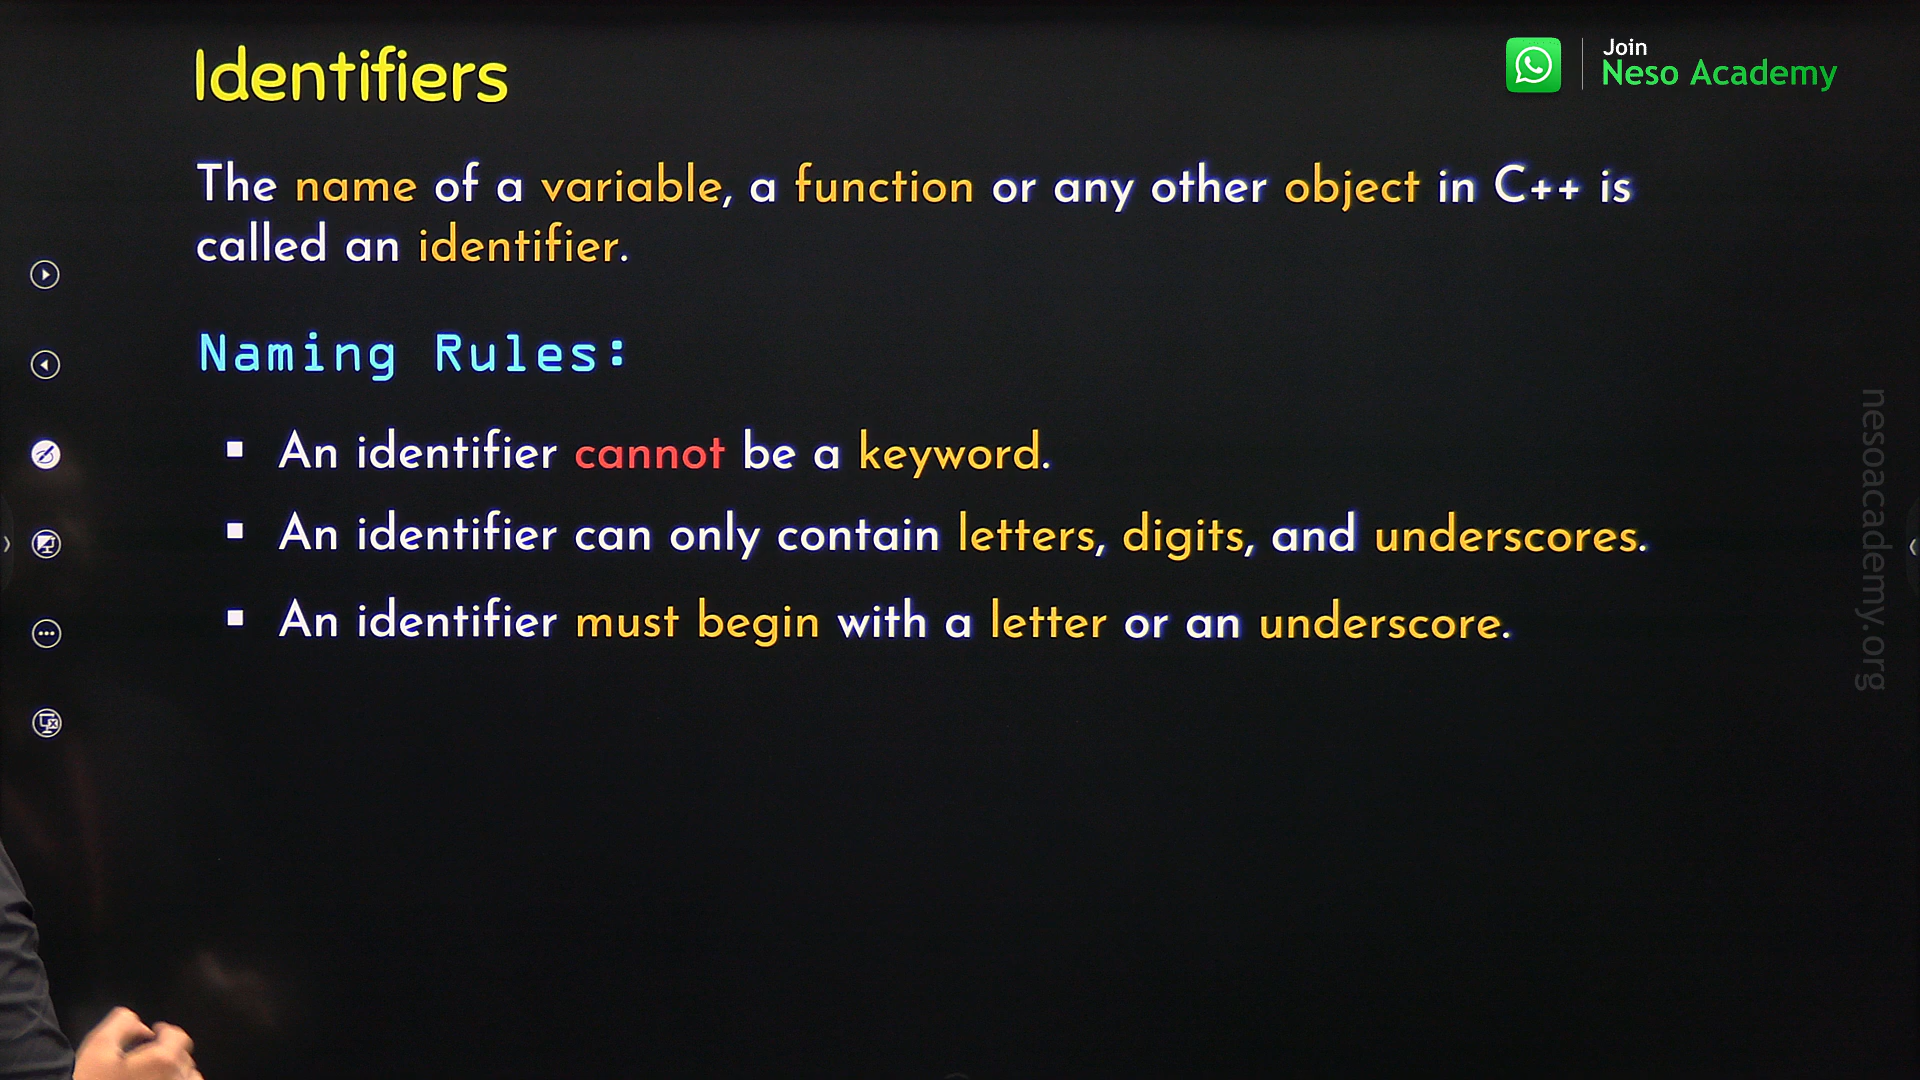 Identifiers
Join
Neso Academy
The name of a variable, a function or any other object in C++ is
called an identifier.
Naming Rules:
▪ An identifier cannot be a keyword.
▪ An identifier can only contain letters, digits, and underscores.
▪ An identifier must begin with a letter or an underscore.
nesoacademy.org